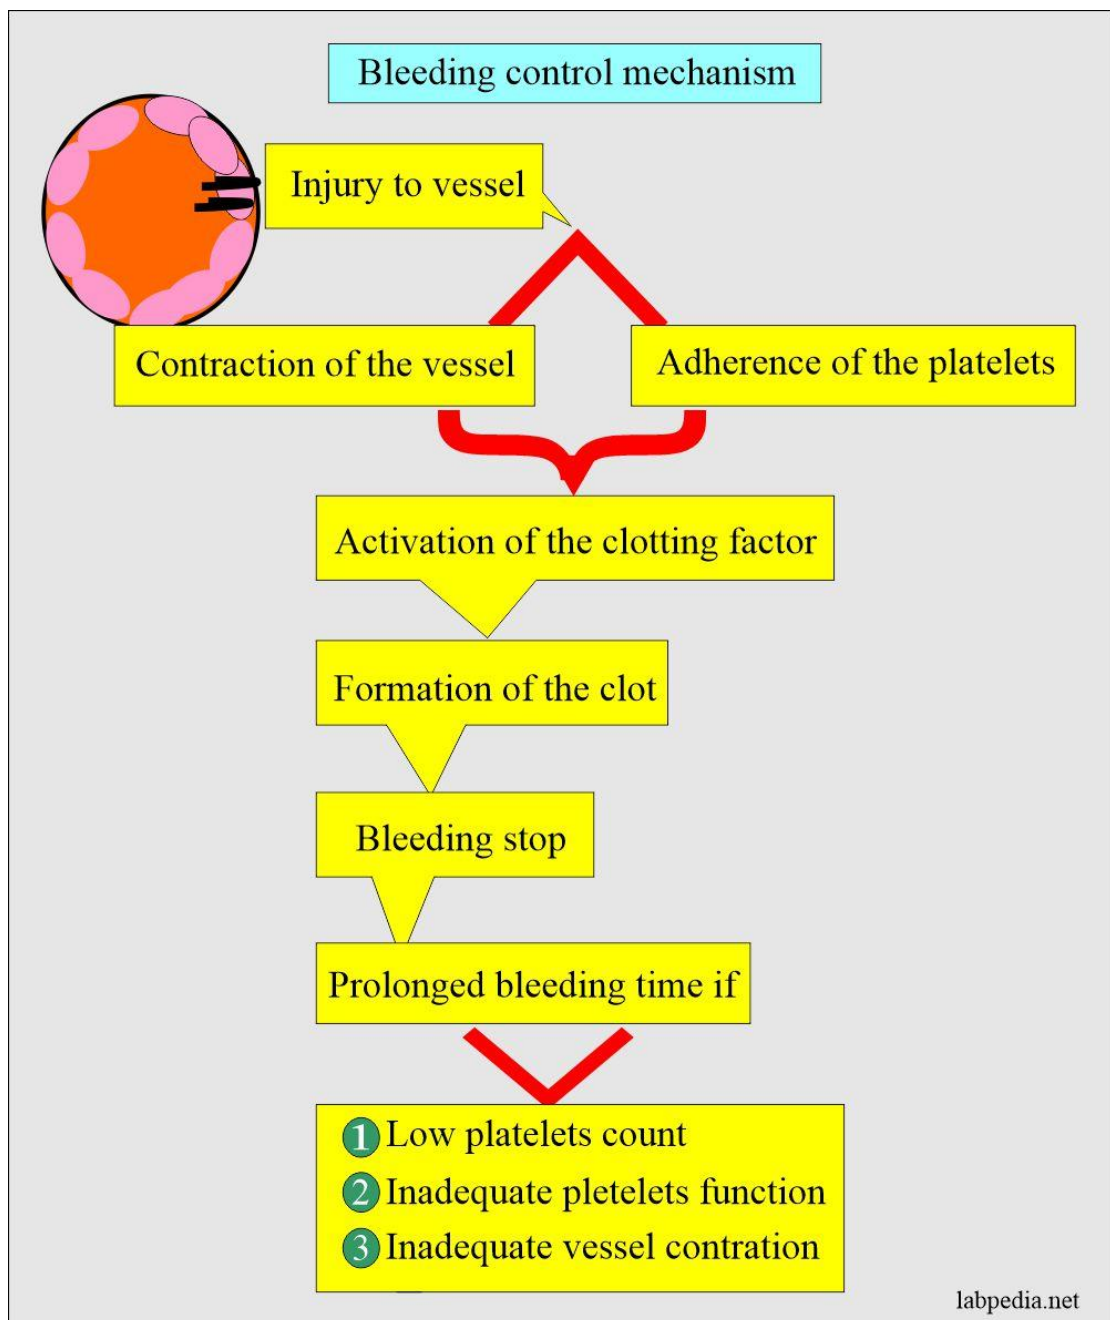 Bleeding control mechanism
Injury to vessel
Contraction of the vessel
Adherence of the platelets
Activation of the clotting factor
Formation of the clot
Bleeding stop
Prolonged bleeding time if
1 Low platelets count
2 Inadequate pletelets function
3 Inadequate vessel contration
labpedia.net